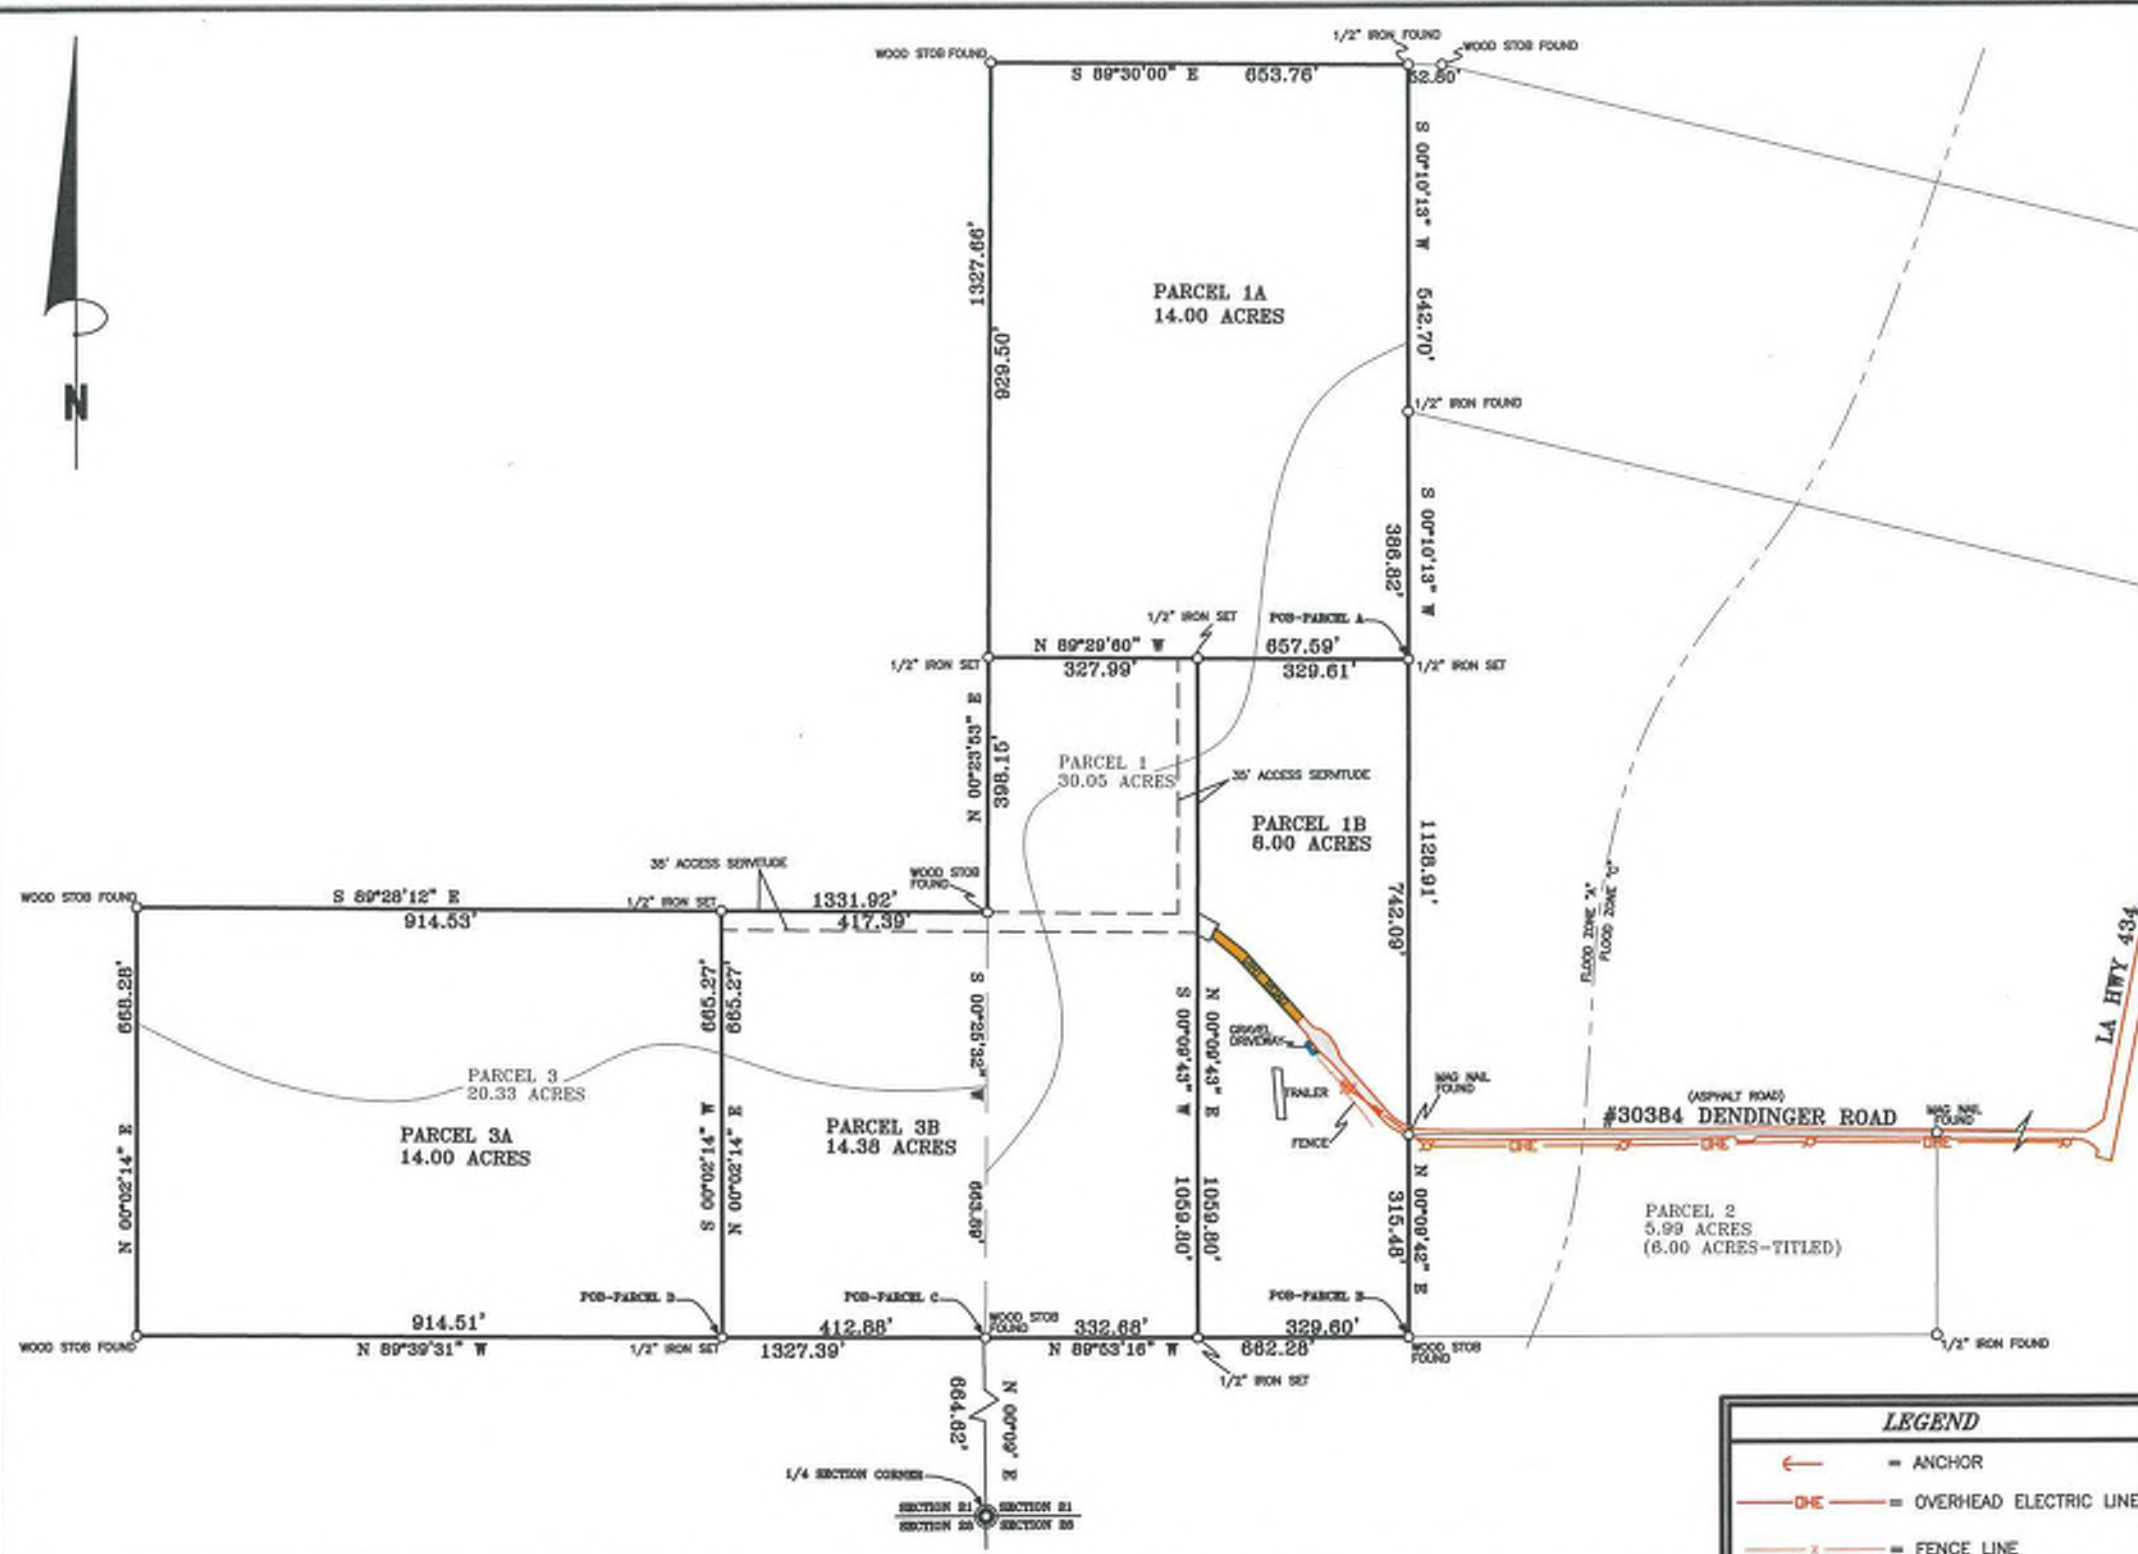 WOOD STOB FOUND
1/2" IRON FOUND
WOOD STOB FOUND
S 89°30'00" E 653.76'
52.80'
S 00°10'13" W 542.70'
1327.66'
929.50'
PARCEL 1A
14.00 ACRES
N
1/2" IRON FOUND
S 00°10'13" W
386.82'
1/2" IRON SET
POB-PARCEL A
N 89°29'60" W 657.59'
1/2" IRON SET
327.99'
329.61'
1/2" IRON SET
N 00°23'53" E
398.15'
PARCEL 1
30.05 ACRES
35' ACCESS SERVITUDE
PARCEL 1B
8.00 ACRES
1128.91'
742.09'
35' ACCESS SERVITUDE
WOOD STOB
FOUND
WOOD STOB FOUND
S 89°28'12" E
1/2" IRON SET
1331.92'
914.53'
417.39'
FLOOD ZONE "A"
FLOOD ZONE "C"
LA HWY 434
668.28'
N 00°02'14" E
665.27'
665.27'
S 00°02'14" W
N 00°02'14" E
S 00°25'32" W
663.89'
S 00°09'43" W
N 00°09'43" E
1059.80'
1059.80'
GRAVEL
DRIVEWAY
TRAILER
FENCE
MAG NAIL
FOUND
(ASPHALT ROAD)
#30384 DENDINGER ROAD
MAG NAIL
FOUND
OHE OHE OHE
PARCEL 3
20.33 ACRES
PARCEL 3A
14.00 ACRES
PARCEL 3B
14.38 ACRES
315.48'
N 00°09'42" E
PARCEL 2
5.99 ACRES
(6.00 ACRES-TITLED)
POB-PARCEL D
POB-PARCEL C
POB-PARCEL B
WOOD STOB
FOUND
914.51'
412.88'
332.68'
329.60'
WOOD STOB FOUND
N 89°39'31" W
1/2" IRON SET
1327.39'
N 89°53'16" W
662.28'
WOOD STOB
FOUND
1/2" IRON FOUND
1/2" IRON SET
664.62'
N 00°09' E
1/4 SECTION CORNER
SECTION 21 SECTION 21
LEGEND
= ANCHOR
OHE = OVERHEAD ELECTRIC LINE
x = FENCE LINE